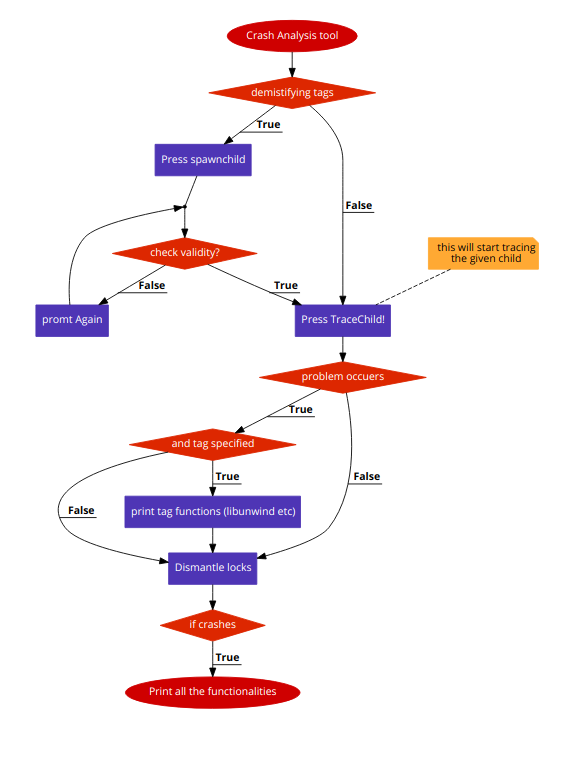 Crash Analysis tool
demistifying tags
True
Press spawnchild
False
this will start tracing
the given child
check validity?
False
True
promt Again
Press TraceChild!
problem occuers
True
and tag specified
True
False
False
print tag functions (libunwind etc)
Dismantle locks
if crashes
True
Print all the functionalities